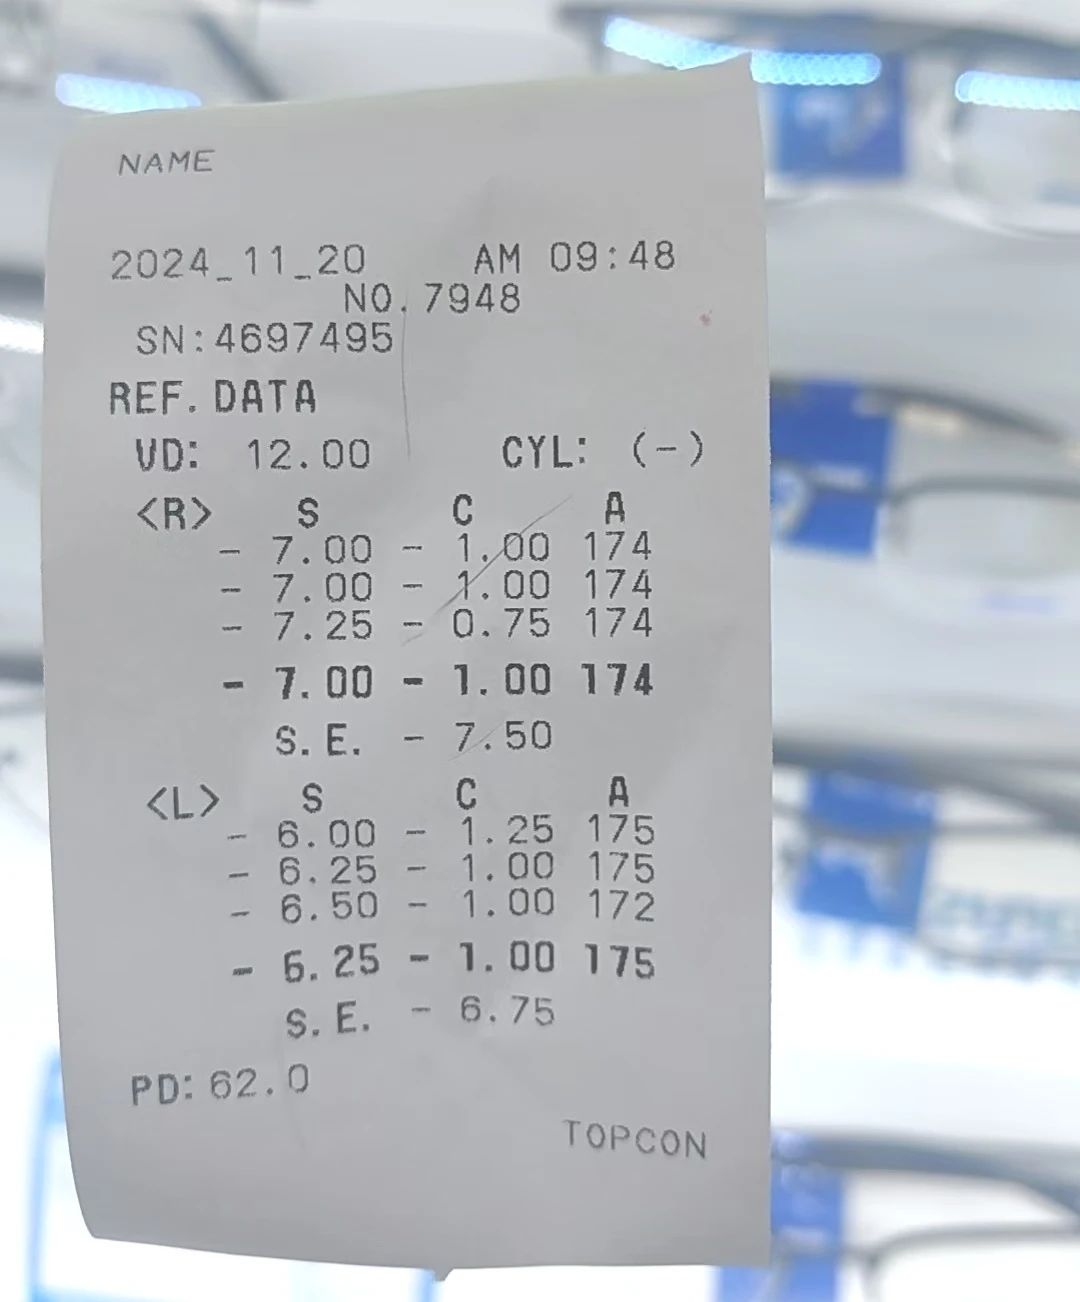 NAME
2024_11_20 AM 09:48
NO.7948
SN:4697495
REF.DATA
VD: 12.00 CYL: (-)
<R> S C A
- 7.00 - 1.00 174
- 7.00 - 1.00 174
- 7.25 - 0.75 174
- 7.00 - 1.00 174
S.E. - 7.50
<L> S C A
- 6.00 - 1.25 175
- 6.25 - 1.00 175
- 6.50 - 1.00 172
- 6.25 - 1.00 175
S.E. - 6.75
PD:62.0
TOPCON